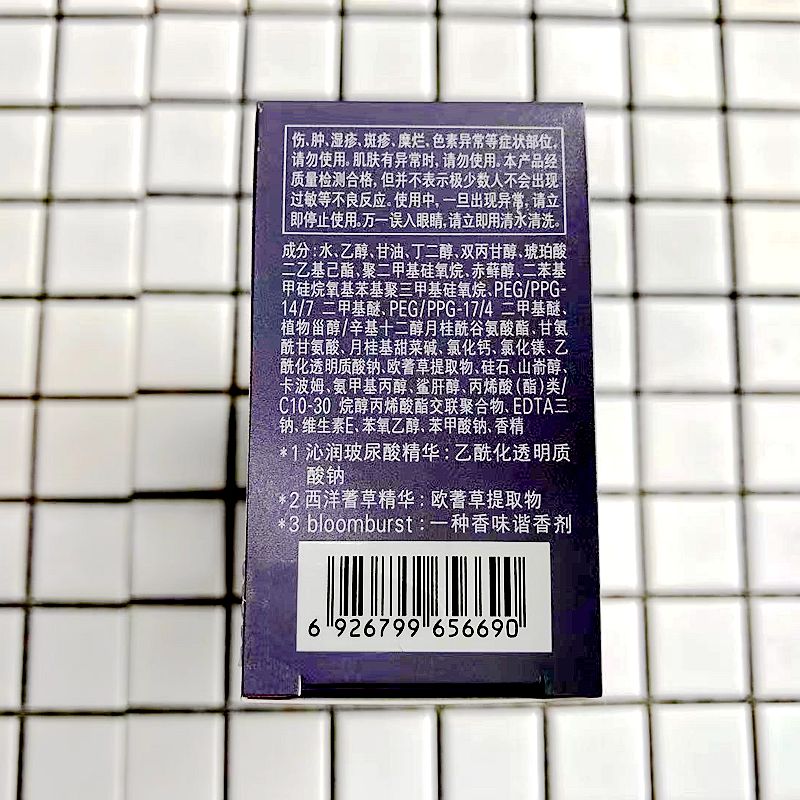 伤、肿、湿疹、斑疹、糜烂、色素异常等症状部位,
请勿使用。肌肤有异常时,请勿使用。本产品经
质量检测合格,但并不表示极少数人不会出现
过敏等不良反应。使用中,一旦出现异常,请立
即停止使用。万一误入眼睛,请立即用清水清洗。
成分:水、乙醇、甘油、丁二醇、双丙甘醇、琥珀酸
二乙基己酯、聚二甲基硅氧烷、赤藓醇、二苯基
甲硅烷氧基苯基聚三甲基硅氧烷、PEG/PPG-
14/7 二甲基醚、PEG/PPG-17/4 二甲基醚、
植物甾醇/辛基十二醇月桂酰谷氨酸酯、甘氨
酰甘氨酸、月桂基甜菜碱、氯化钙、氯化镁、乙
酰化透明质酸钠、欧蓍草提取物、硅石、山嵛醇、
卡波姆、氨甲基丙醇、鲨肝醇、丙烯酸(酯)类/
C10-30 烷醇丙烯酸酯交联聚合物、EDTA三
钠、维生素E、苯氧乙醇、苯甲酸钠、香精
*1 沁润玻尿酸精华:乙酰化透明质
酸钠
*2 西洋蓍草精华:欧蓍草提取物
*3 bloomburst:一种香味谐香剂
6 926799 656690